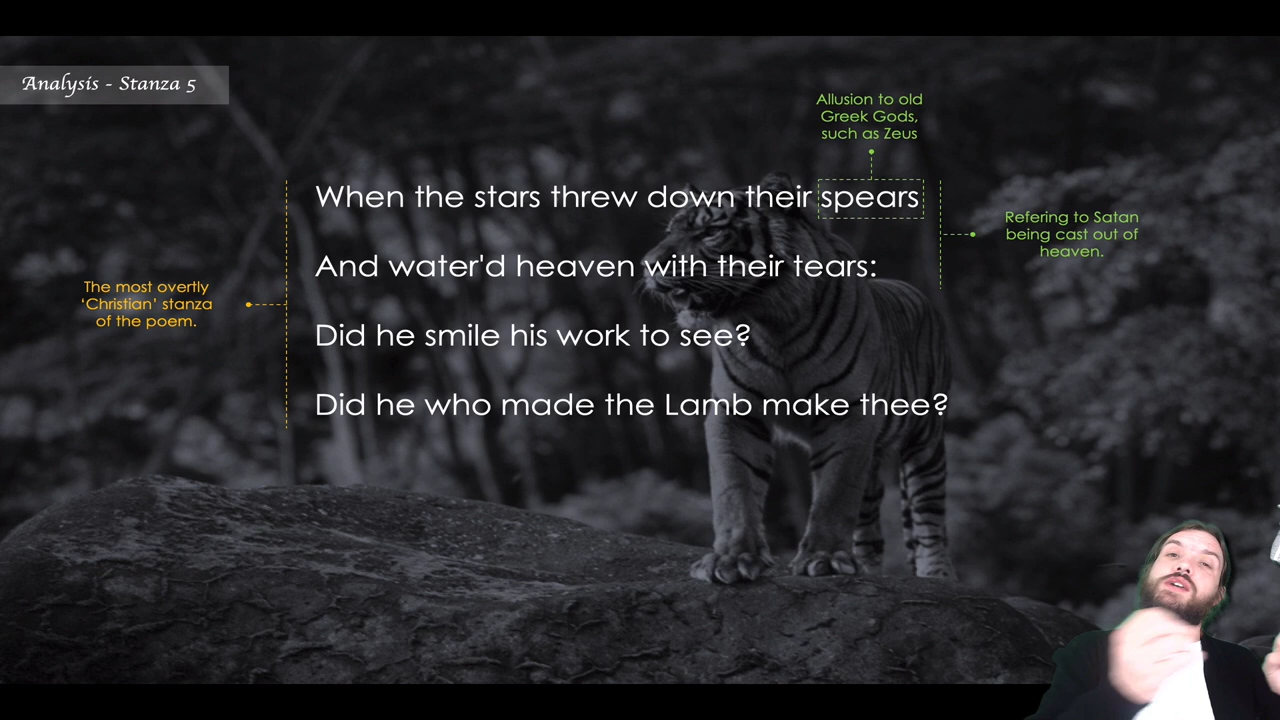 Analysis - Stanza 5
Allusion to old
Greek Gods,
such as Zeus
When the stars threw down their spears
And water'd heaven with their tears:
Did he smile his work to see?
Did he who made the Lamb make thee?
Refering to Satan
being cast out of
heaven.
The most overtly
‘Christian’ stanza
of the poem.